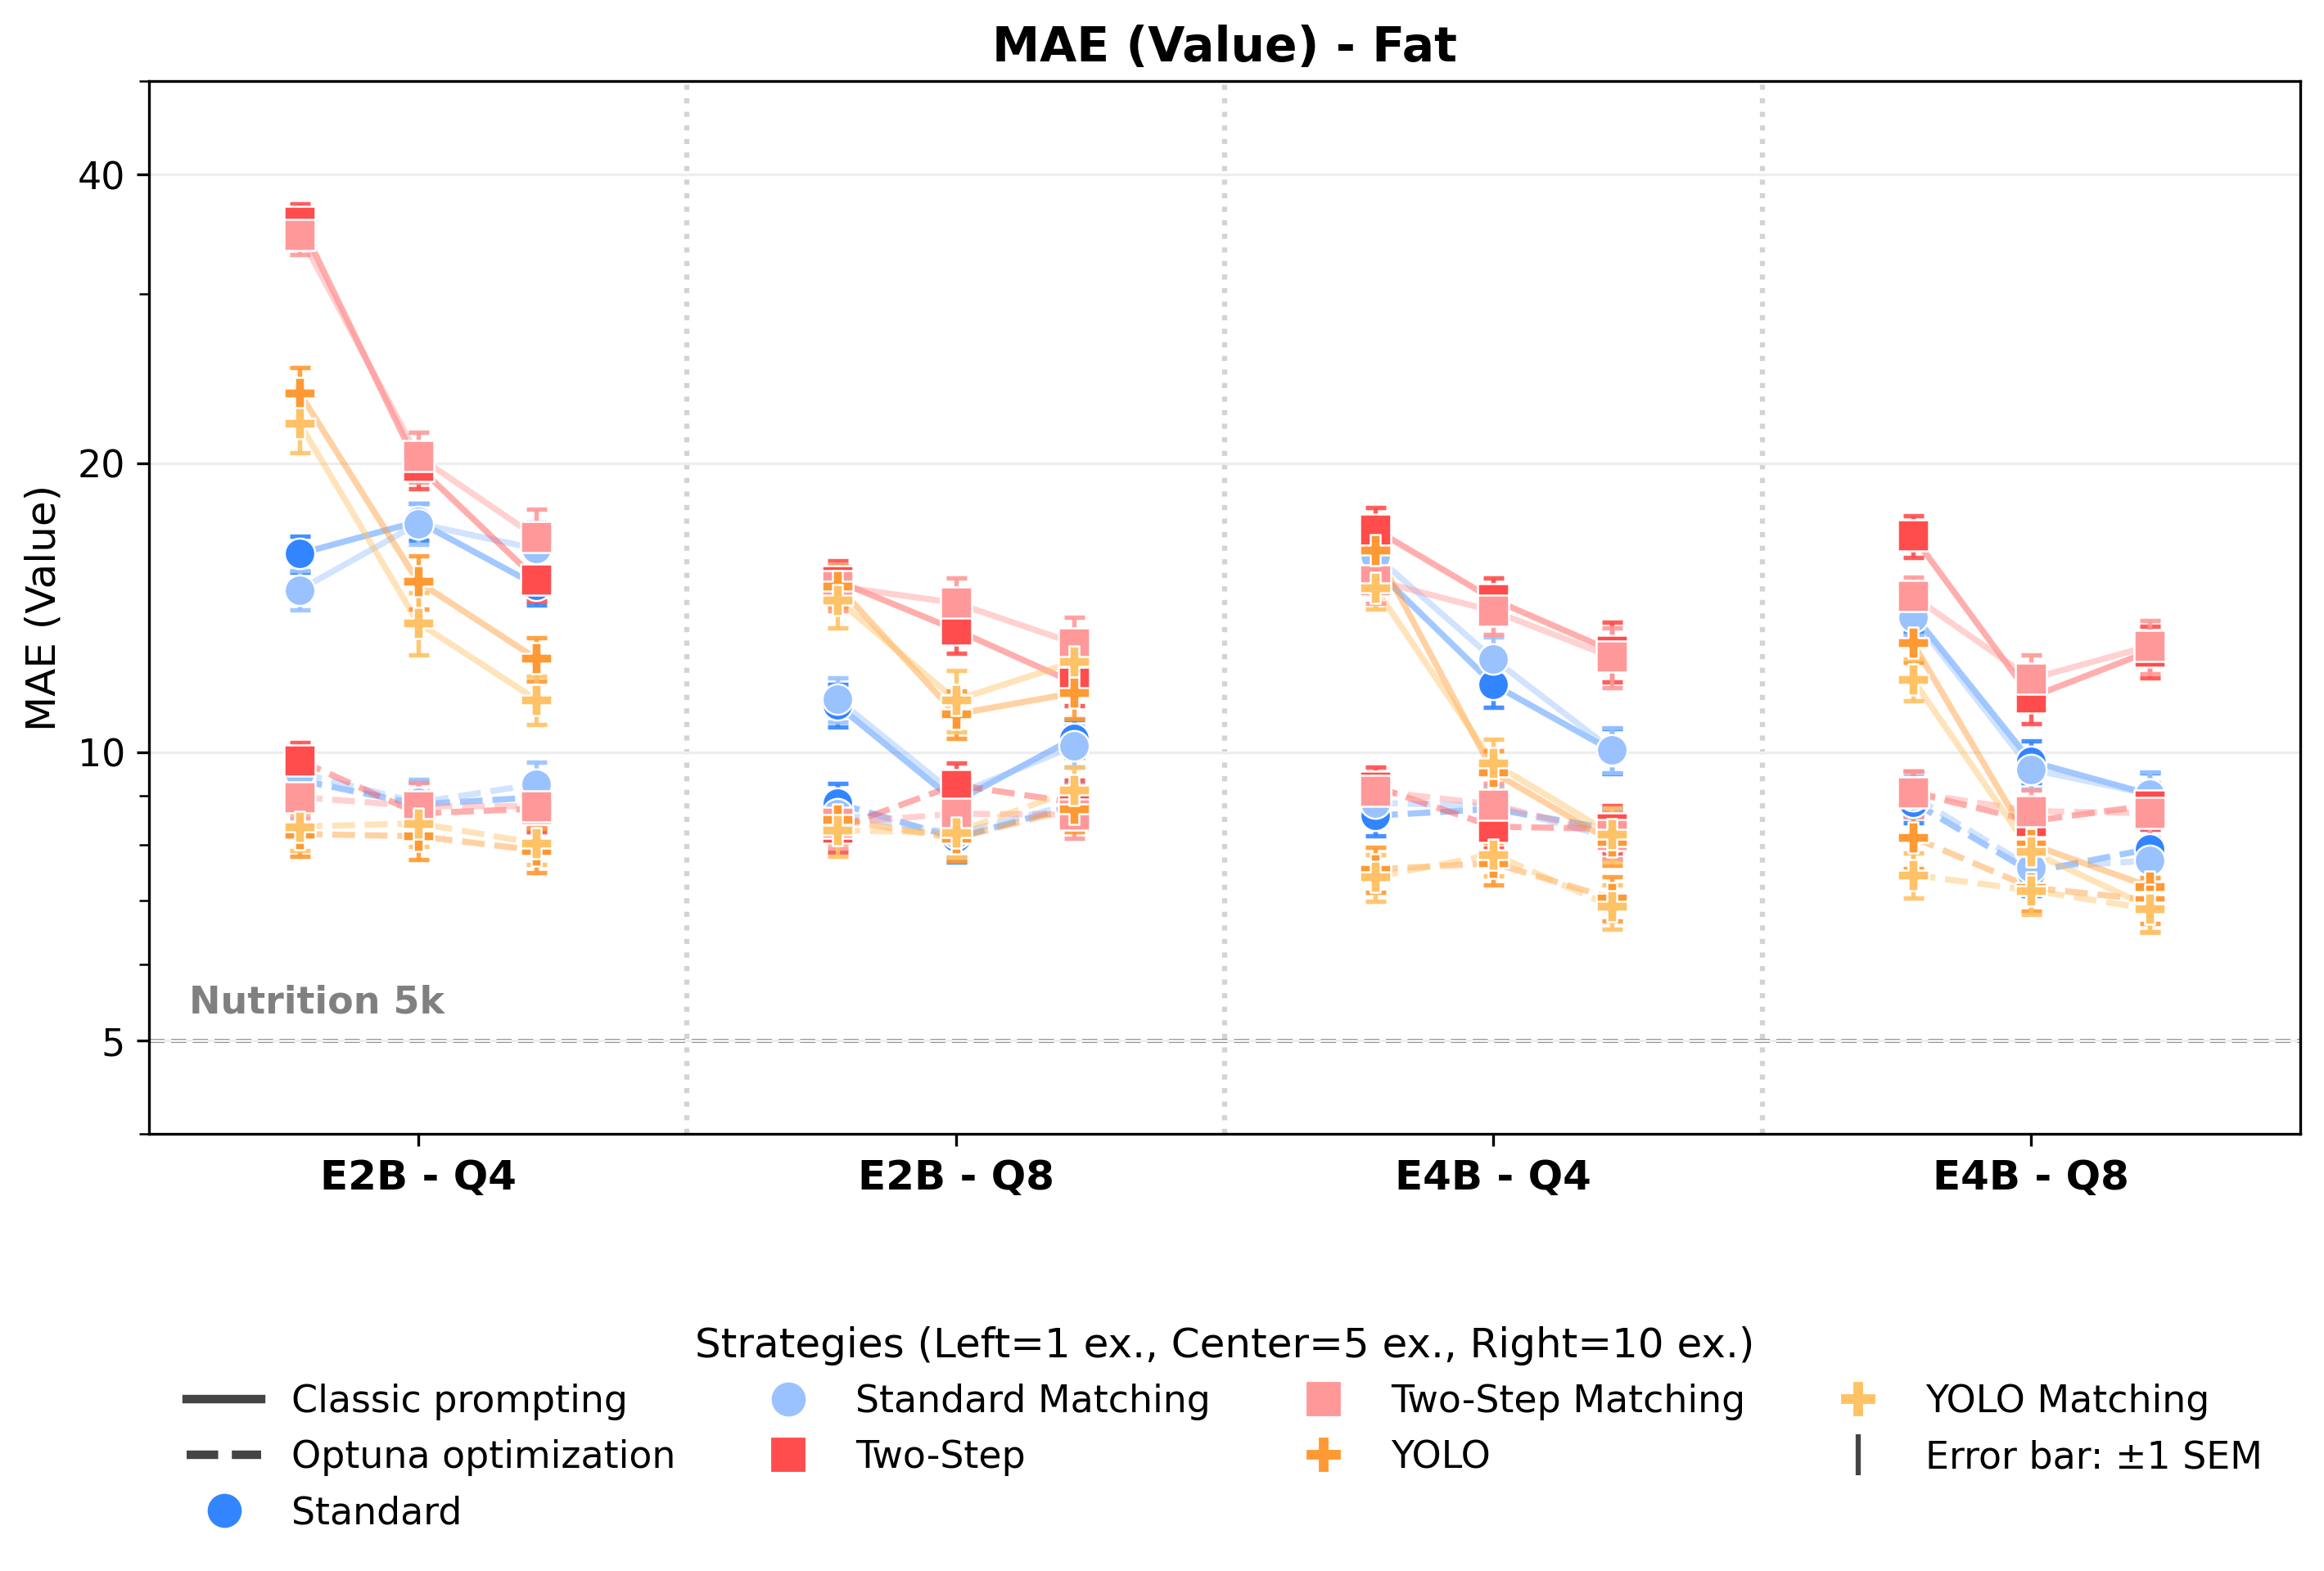 MAE (Value) - Fat
MAE (Value)
40
20
10
5
Nutrition 5k
E2B - Q4
E2B - Q8
E4B - Q4
E4B - Q8
Strategies (Left=1 ex., Center=5 ex., Right=10 ex.)
Classic prompting
Optuna optimization
Standard
Standard Matching
Two-Step
Two-Step Matching
YOLO
YOLO Matching
Error bar: ±1 SEM